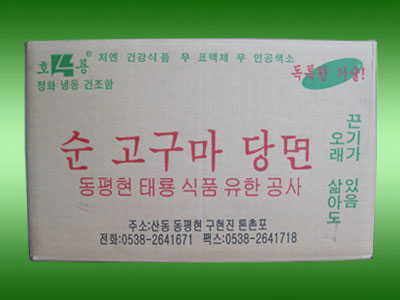 호 룡 ®
정화 냉동 건조함
저엔 건강식품 무 표백제 무 인공색소
독특한 기술!
순 고구마 당면
동평현 태룡 식품 유한 공사
오래 삶아도
끈기가 있음
주소:산동 동평현 구현진 톤촌포
전화:0538-2641671 팩스:0538-2641718